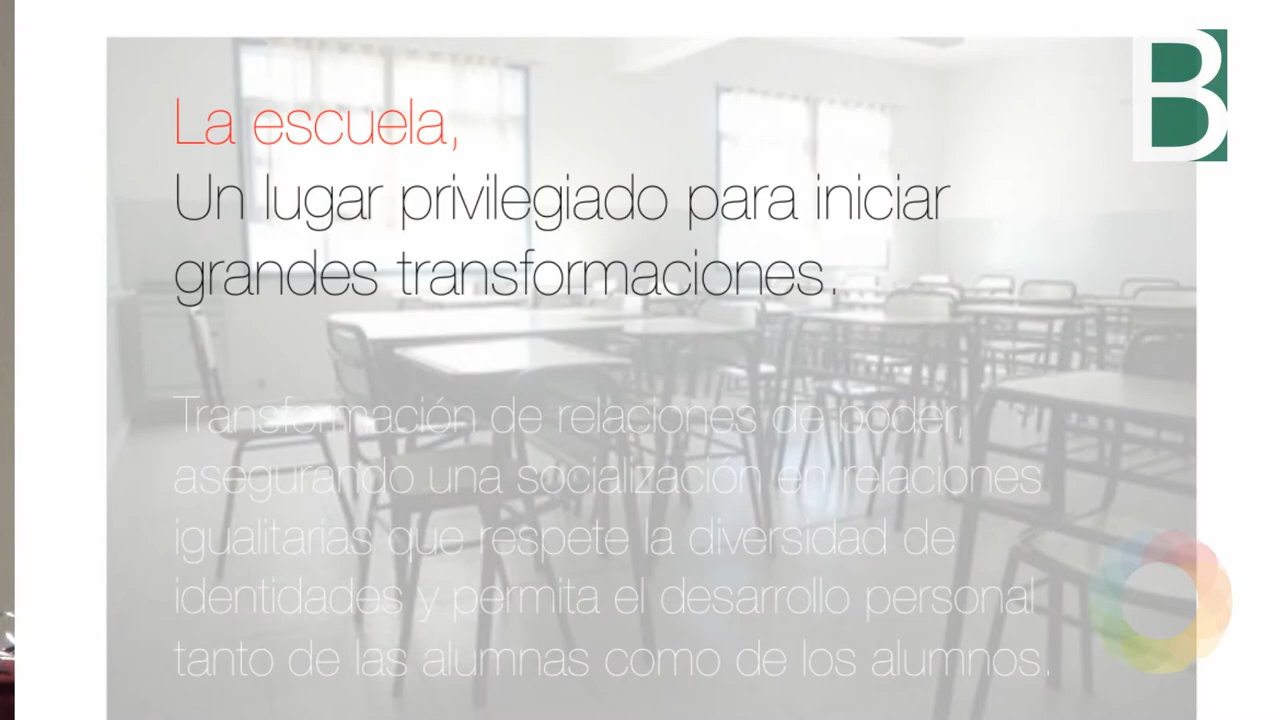 B
La escuela,
Un lugar privilegiado para iniciar
grandes transformaciones.
Transformación de relaciones de poder,
asegurando una socialización en relaciones
igualitarias que respete la diversidad de
identidades y permita el desarrollo personal
tanto de las alumnas como de los alumnos.